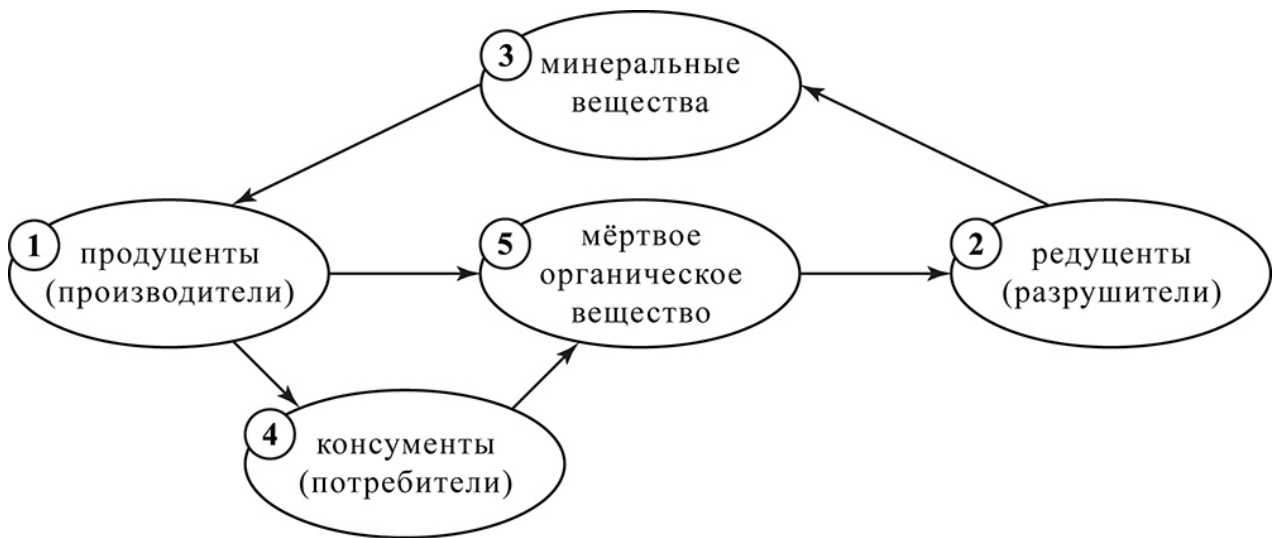 3
минеральные
вещества
1
продуценты
(производители)
5
мёртвое
органическое
вещество
2
редуценты
(разрушители)
4
консументы
(потребители)